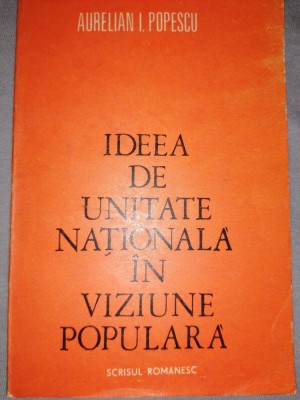 AURELIAN I. POPESCU
IDEEA
DE
UNITATE
NAȚIONALĂ
ÎN
VIZIUNE
POPULARĂ
SCRISUL ROMÂNESC